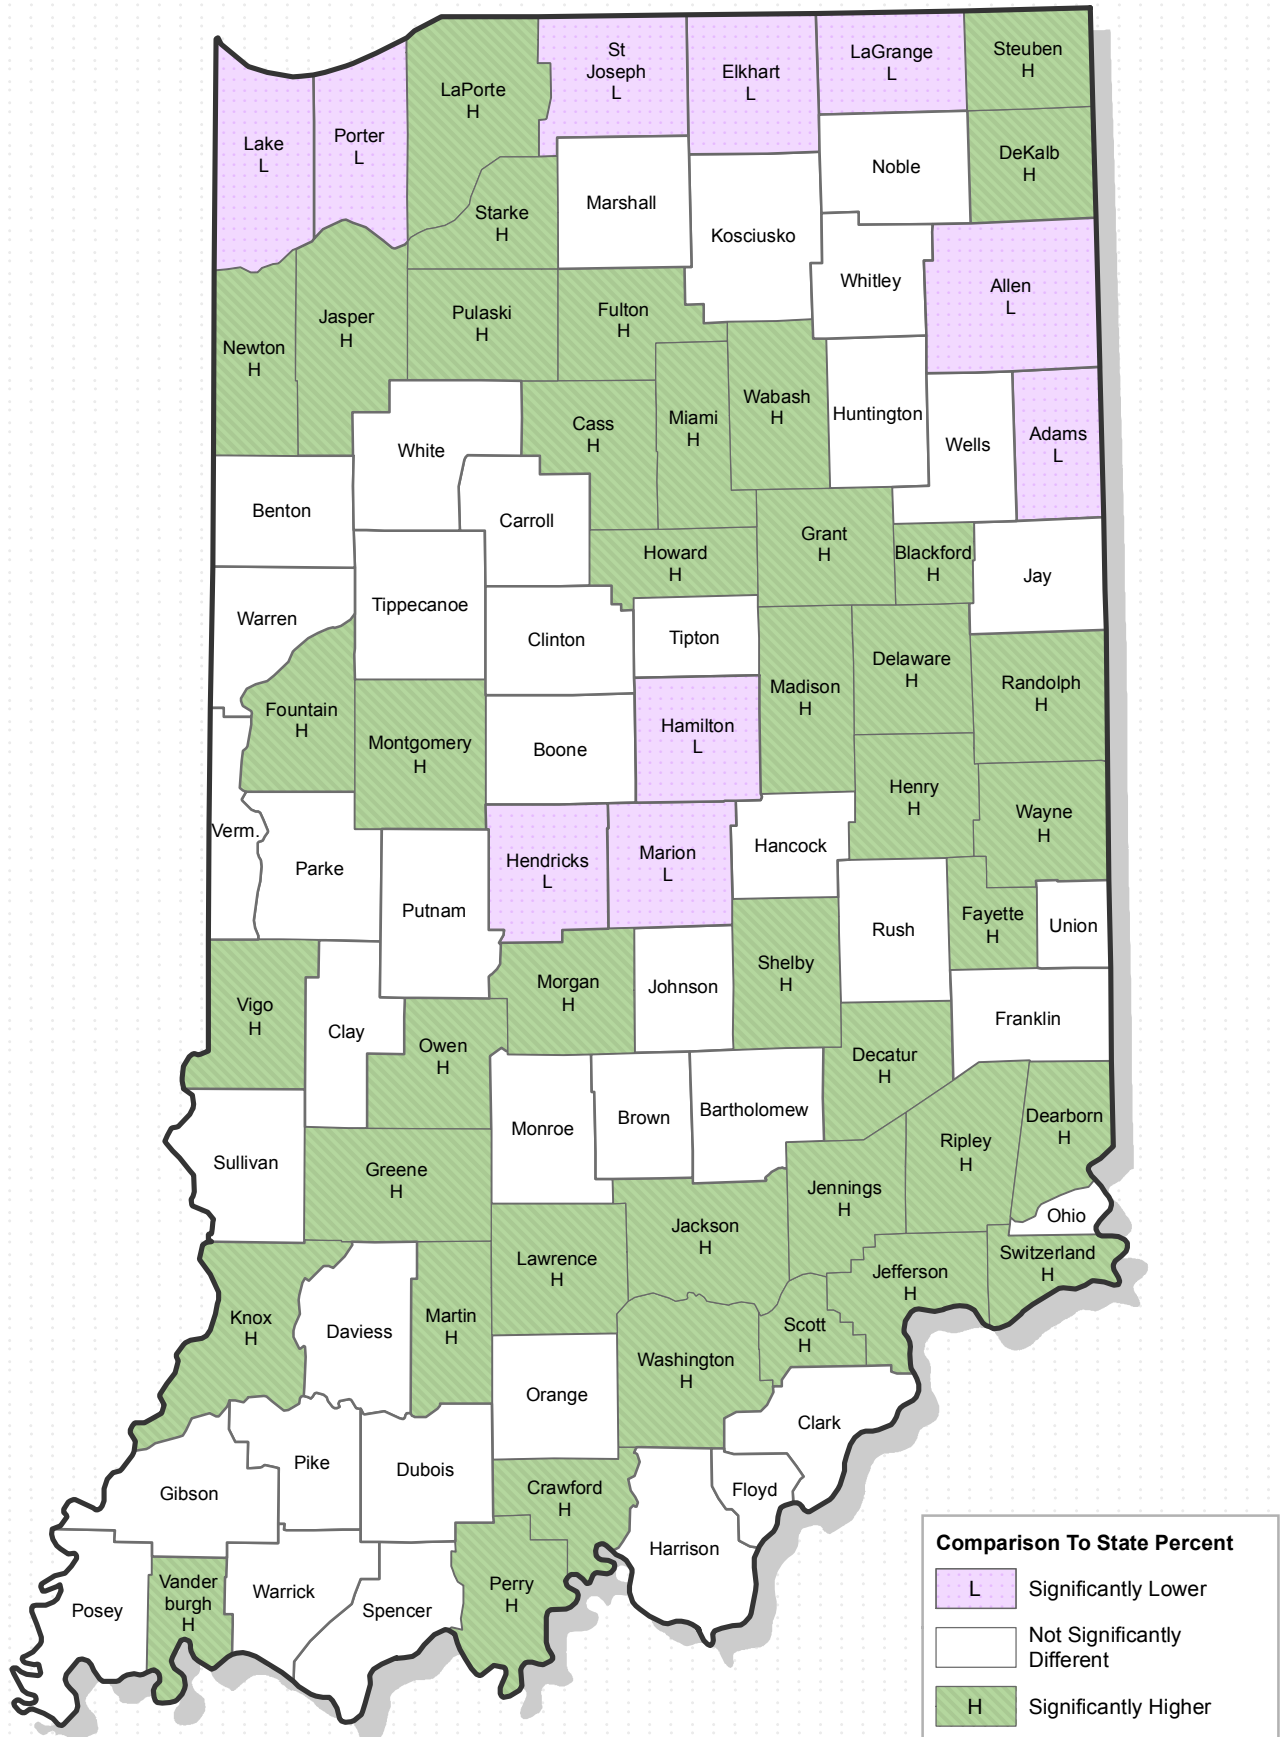 St
Joseph
L
Elkhart
L
LaGrange
L
Steuben
H
LaPorte
H
Lake
L
Porter
L
Noble
DeKalb
H
Marshall
Starke
H
Kosciusko
Whitley
Allen
L
Newton
H
Jasper
H
Pulaski
H
Fulton
H
Miami
H
Wabash
H
Huntington
Wells
Adams
L
White
Cass
H
Benton
Carroll
Howard
H
Grant
H
Blackford
H
Jay
Warren
Tippecanoe
Clinton
Tipton
Madison
H
Delaware
H
Randolph
H
Fountain
H
Montgomery
H
Boone
Hamilton
L
Henry
H
Wayne
H
Verm.
Parke
Putnam
Hendricks
L
Marion
L
Hancock
Rush
Fayette
H
Union
Vigo
H
Clay
Owen
H
Morgan
H
Johnson
Shelby
H
Decatur
H
Franklin
Sullivan
Greene
H
Monroe
Brown
Bartholomew
Jennings
H
Ripley
H
Dearborn
H
Ohio
Switzerland
H
Jefferson
H
Jackson
H
Lawrence
H
Knox
H
Daviess
Martin
H
Orange
Washington
H
Scott
H
Clark
Gibson
Pike
Dubois
Crawford
H
Floyd
Harrison
Posey
Vander
burgh
H
Warrick
Spencer
Perry
H
Comparison To State Percent
L Significantly Lower
Not Significantly
Different
H Significantly Higher